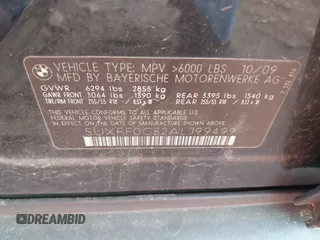 VEHICLE TYPE: MPV >6000 LBS 10/09
MFD BY BAYERISCHE MOTORENWERKE AG
GVWR 6294 lbs 2855 kg
GAWR FRONT 3064 lbs 1390 kg REAR 3395 lbs 1540 kg
TIRE/RIM FRONT 255/55 R18 REAR 255/55 R18
THIS VEHICLE CONFORMS TO ALL APPLICABLE
FEDERAL MOTOR VEHICLE SAFETY STANDARDS
IN EFFECT ON THE DATE OF
MANUFACTURE SHOWN ABOVE.
DREAMBID